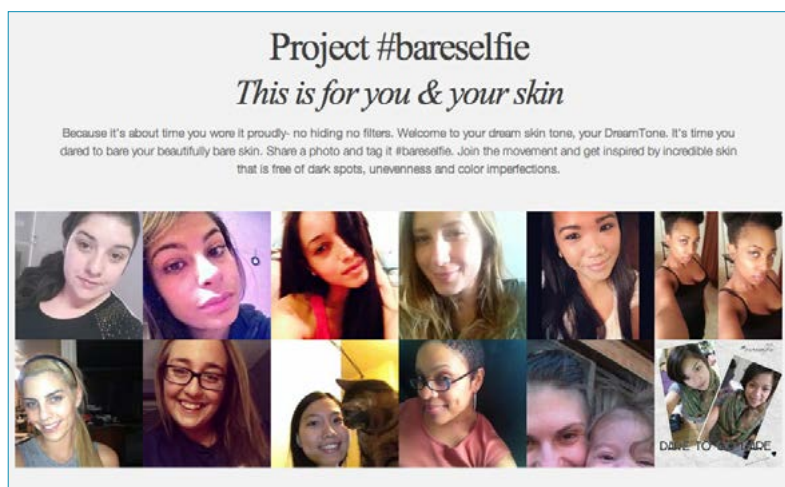 Project #bareselfie
This is for you & your skin
Because it's about time you wore it proudly- no hiding no filters. Welcome to your dream skin tone, your DreamTone. It's time you
dared to bare your beautifully bare skin. Share a photo and tag it #bareselfie. Join the movement and get inspired by incredible skin
that is free of dark spots, unevenness and color imperfections.
#bareselfie
DARE TO